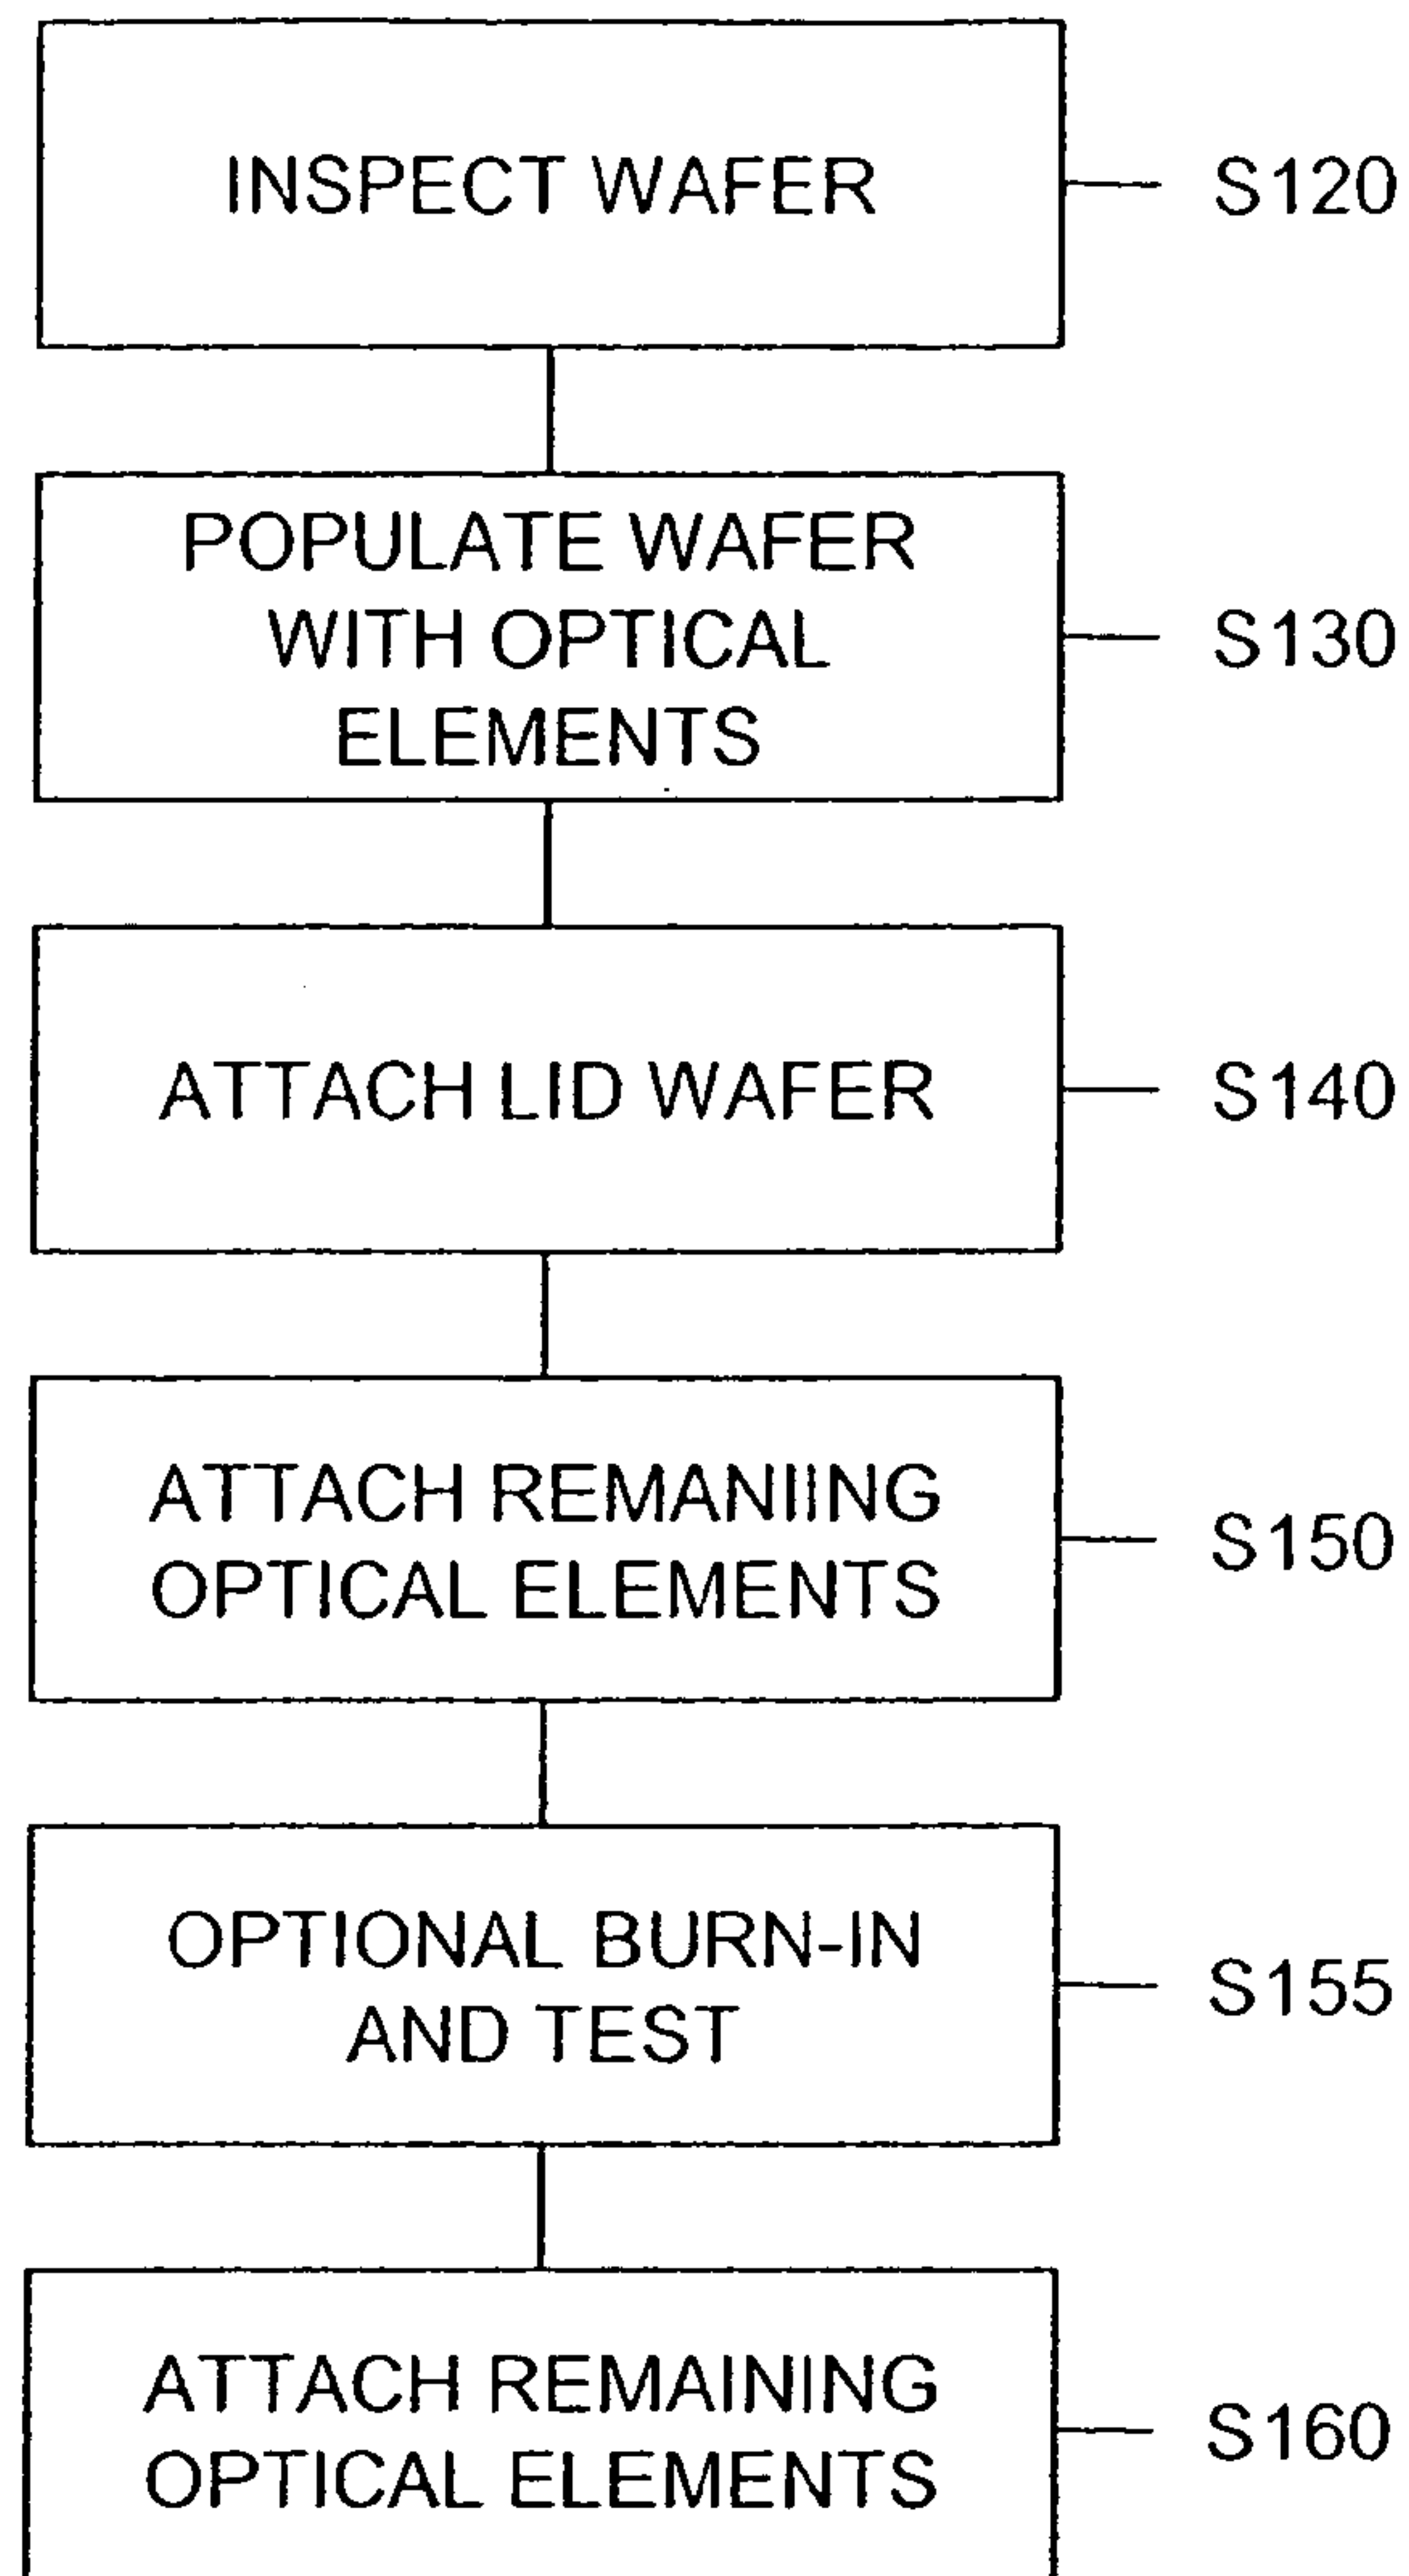 INSPECT WAFER
S120
POPULATE WAFER
WITH OPTICAL
ELEMENTS
S130
ATTACH LID WAFER
S140
ATTACH REMANIING
OPTICAL ELEMENTS
S150
OPTIONAL BURN-IN
AND TEST
S155
ATTACH REMAINING
OPTICAL ELEMENTS
S160